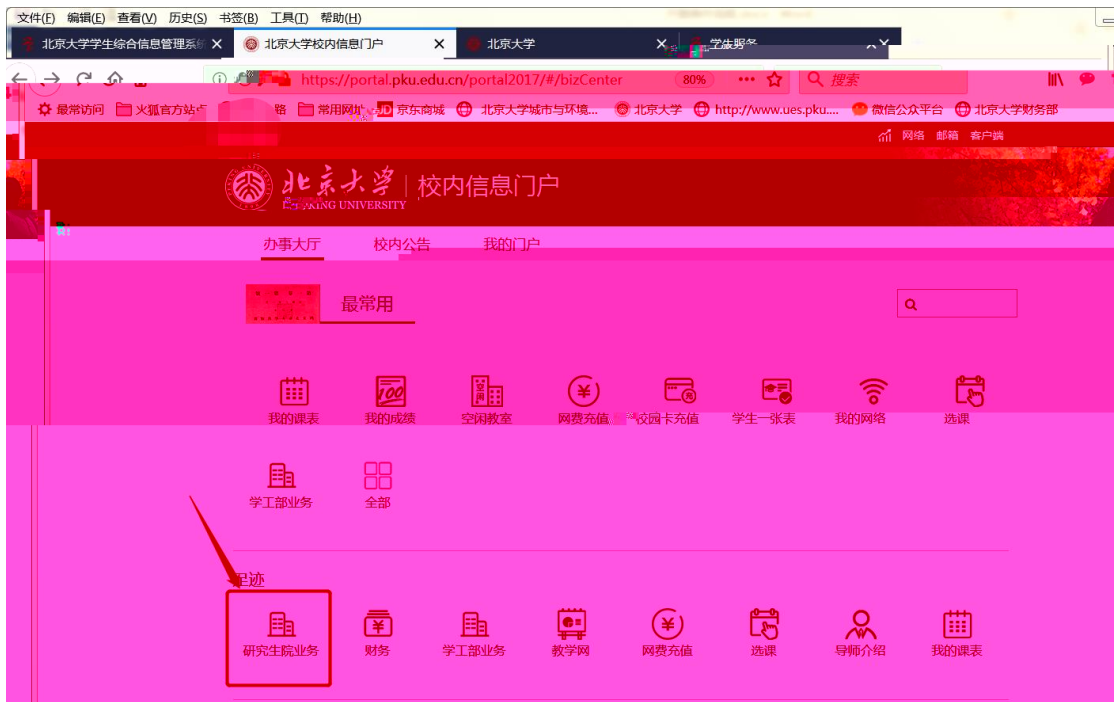 文件(F) 编辑(E) 查看(V) 历史(S) 书签(B) 工具(T) 帮助(H)
北京大学学生综合信息管理系统 北京大学校内信息门户 北京大学 学生服务
https://portal.pku.edu.cn/portal2017/#/bizCenter 80% 搜索
最常访问 火狐官方站点 常用网址 JD 京东商城 北京大学城市与环境... 北京大学 http://www.ues.pku.... 微信公众平台 北京大学财务部
网络 邮箱 客户端
北京大学 校内信息门户
PEKING UNIVERSITY
办事大厅 校内公告 我的门户
最常用
我的课表 我的成绩 空闲教室 网费充值 校园卡充值 学生一张表 我的网络 选课
学工部业务 全部
足迹
研究生院业务 财务 学工部业务 教学网 网费充值 选课 导师介绍 我的课表